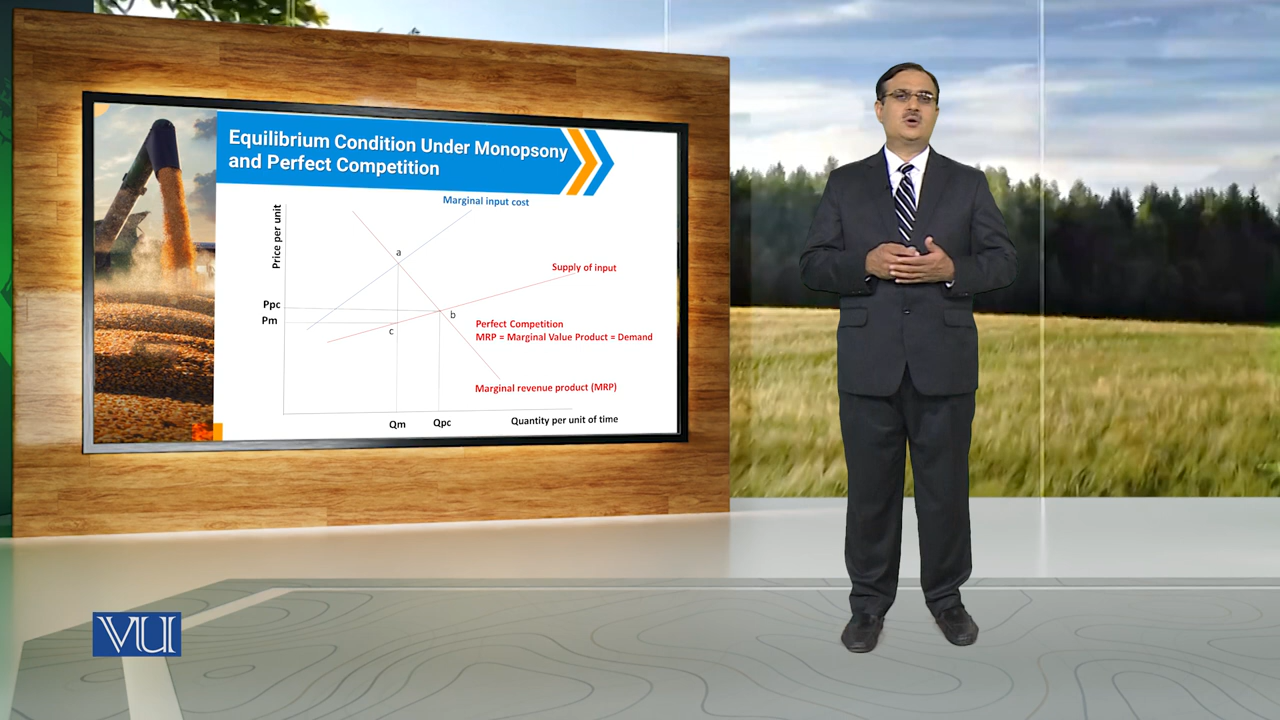 Equilibrium Condition Under Monopsony
and Perfect Competition
Marginal input cost
Price per unit
a
Supply of input
Ppc
b
Pm
c
Perfect Competition
MRP = Marginal Value Product = Demand
Marginal revenue product (MRP)
Qm
Qpc
Quantity per unit of time
VU